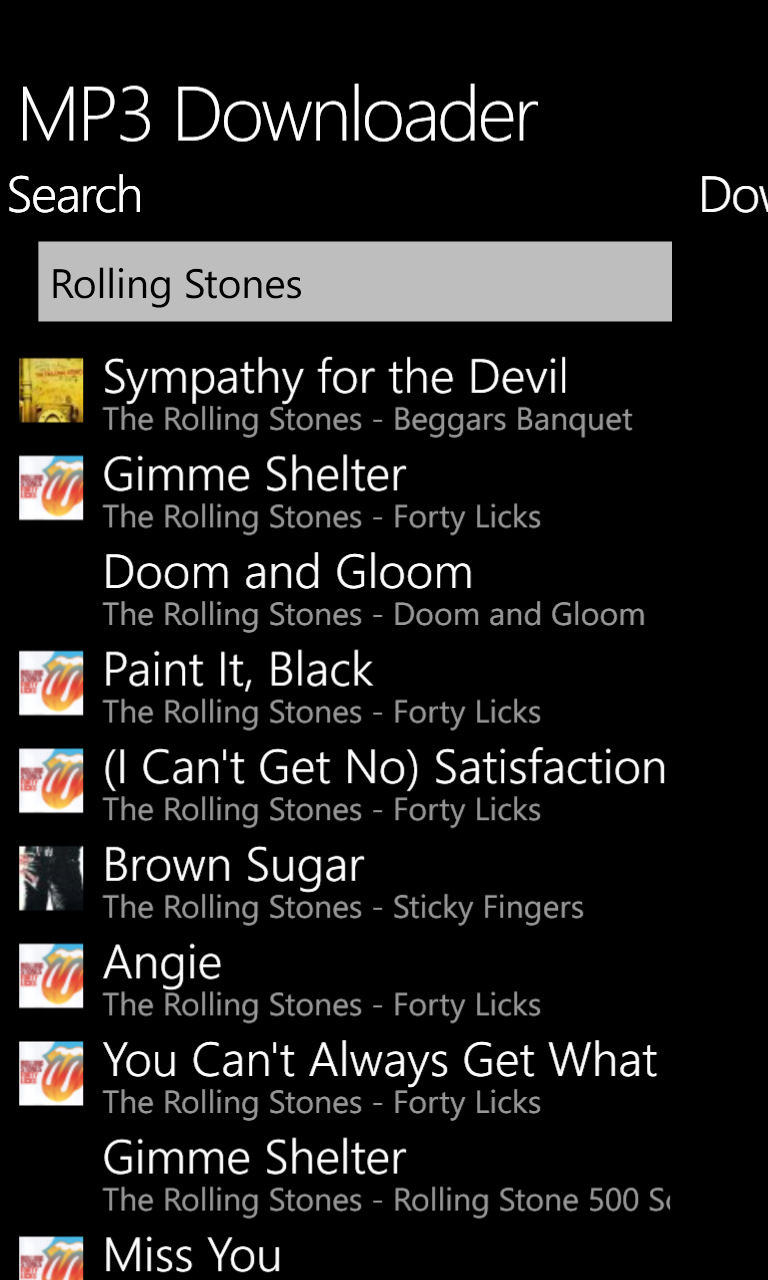 MP3 Downloader
Search
Rolling Stones
Sympathy for the Devil
The Rolling Stones - Beggars Banquet
Gimme Shelter
The Rolling Stones - Forty Licks
Doom and Gloom
The Rolling Stones - Doom and Gloom
Paint It, Black
The Rolling Stones - Forty Licks
(I Can't Get No) Satisfaction
The Rolling Stones - Forty Licks
Brown Sugar
The Rolling Stones - Sticky Fingers
Angie
The Rolling Stones - Forty Licks
You Can't Always Get What
The Rolling Stones - Forty Licks
Gimme Shelter
The Rolling Stones - Rolling Stone 500
Miss You